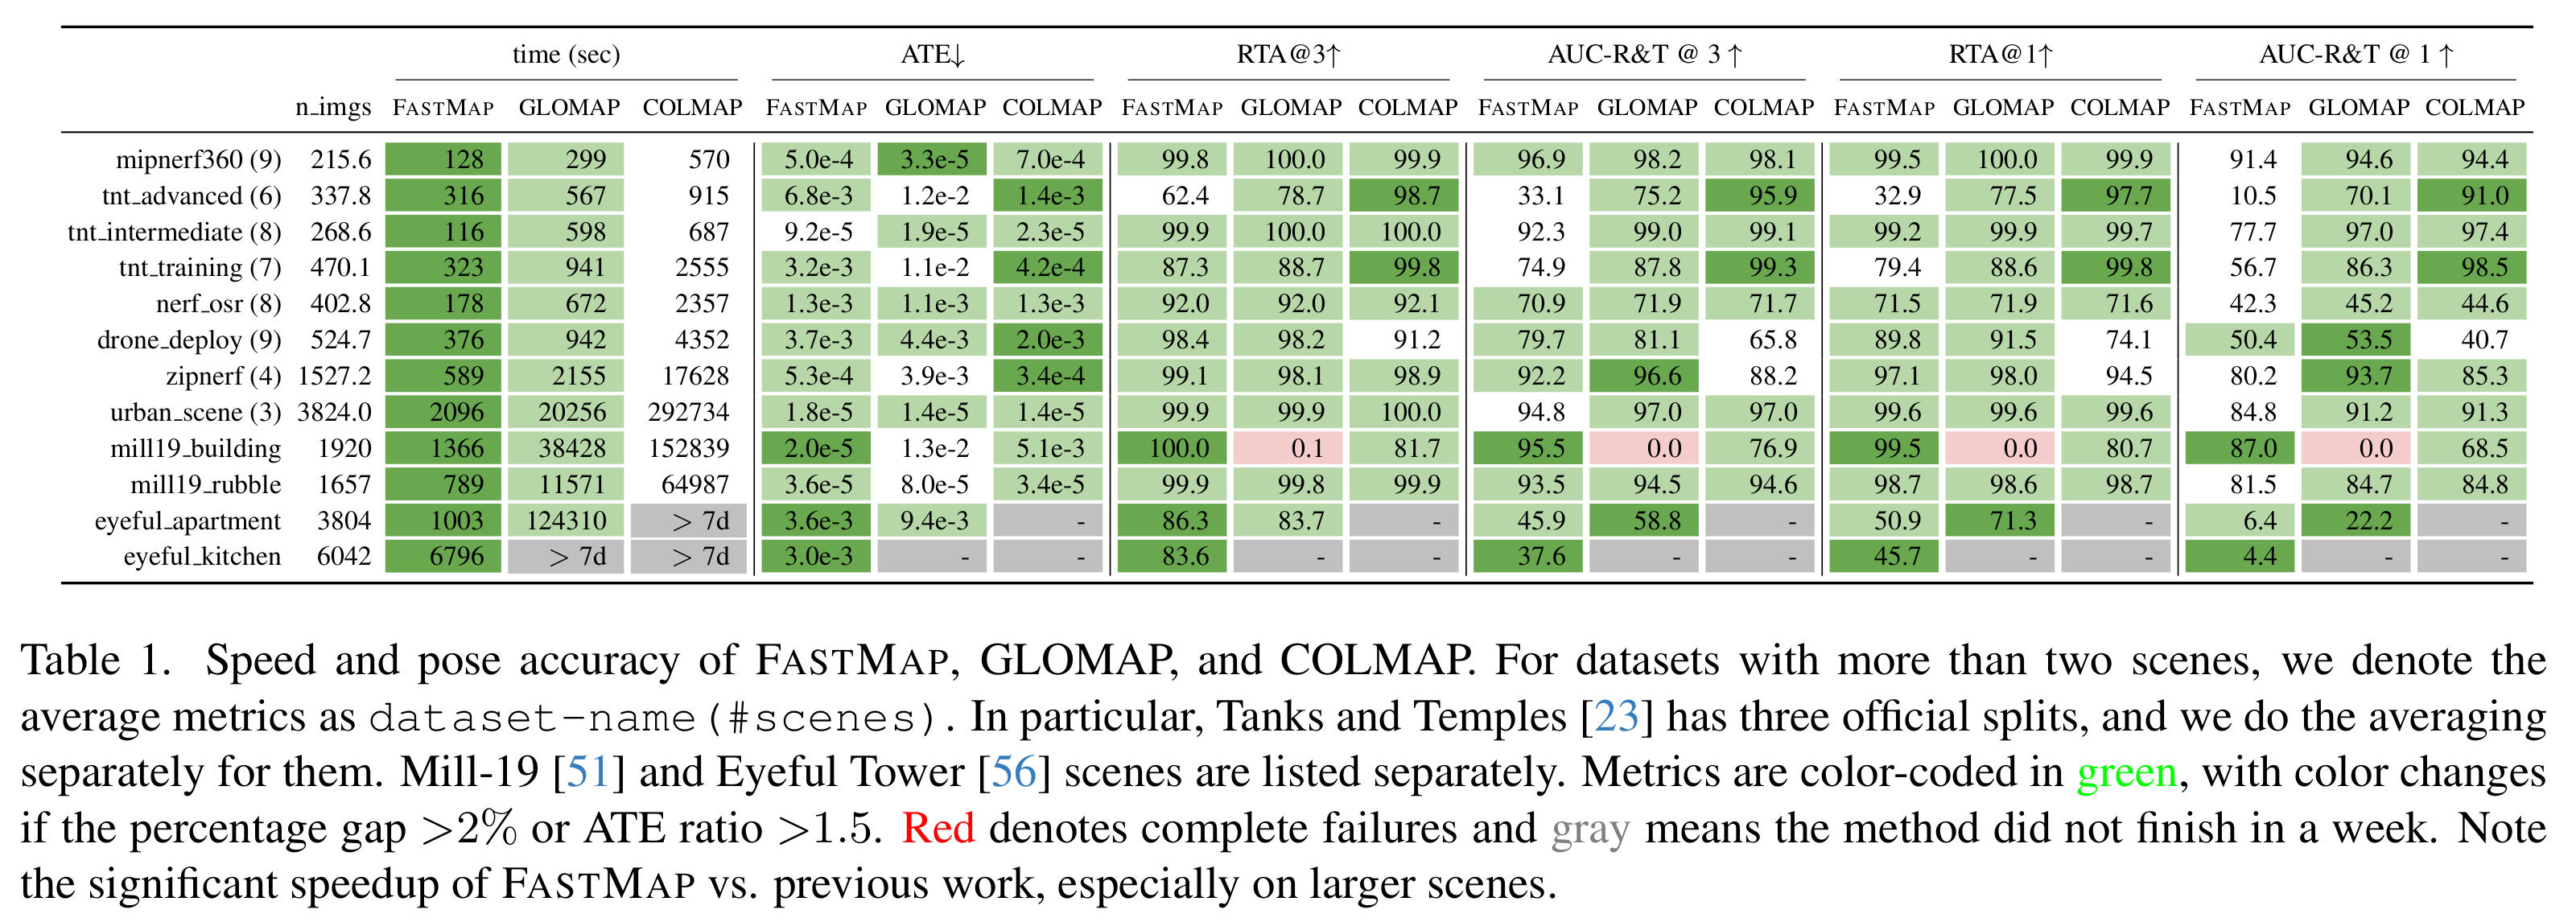 time (sec) ATE↓ RTA@3↑ AUC-R&T @ 3 ↑ RTA@1↑ AUC-R&T @ 1 ↑
n_imgs FASTMAP GLOMAP COLMAP FASTMAP GLOMAP COLMAP FASTMAP GLOMAP COLMAP FASTMAP GLOMAP COLMAP FASTMAP GLOMAP COLMAP FASTMAP GLOMAP COLMAP
mipnerf360 (9) 215.6 128 299 570 5.0e-4 3.3e-5 7.0e-4 99.8 100.0 99.9 96.9 98.2 98.1 99.5 100.0 99.9 91.4 94.6 94.4
tnt_advanced (6) 337.8 316 567 915 6.8e-3 1.2e-2 1.4e-3 62.4 78.7 98.7 33.1 75.2 95.9 32.9 77.5 97.7 10.5 70.1 91.0
tnt_intermediate (8) 268.6 116 598 687 9.2e-5 1.9e-5 2.3e-5 99.9 100.0 100.0 92.3 99.0 99.1 99.2 99.9 99.7 77.7 97.0 97.4
tnt_training (7) 470.1 323 941 2555 3.2e-3 1.1e-2 4.2e-4 87.3 88.7 99.8 74.9 87.8 99.3 79.4 88.6 99.8 56.7 86.3 98.5
nerf_osr (8) 402.8 178 672 2357 1.3e-3 1.1e-3 1.3e-3 92.0 92.0 92.1 70.9 71.9 71.7 71.5 71.9 71.6 42.3 45.2 44.6
drone_deploy (9) 524.7 376 942 4352 3.7e-3 4.4e-3 2.0e-3 98.4 98.2 91.2 79.7 81.1 65.8 89.8 91.5 74.1 50.4 53.5 40.7
zipnerf (4) 1527.2 589 2155 17628 5.3e-4 3.9e-3 3.4e-4 99.1 98.1 98.9 92.2 96.6 88.2 97.1 98.0 94.5 80.2 93.7 85.3
urban_scene (3) 3824.0 2096 20256 292734 1.8e-5 1.4e-5 1.4e-5 99.9 99.9 100.0 94.8 97.0 97.0 99.6 99.6 99.6 84.8 91.2 91.3
mill19_building 1920 1366 38428 152839 2.0e-5 1.3e-2 5.1e-3 100.0 0.1 81.7 95.5 0.0 76.9 99.5 0.0 80.7 87.0 0.0 68.5
mill19_rubble 1657 789 11571 64987 3.6e-5 8.0e-5 3.4e-5 99.9 99.8 99.9 93.5 94.5 94.6 98.7 98.6 98.7 81.5 84.7 84.8
eyeful_apartment 3804 1003 124310 > 7d 3.6e-3 9.4e-3 - 86.3 83.7 - 45.9 58.8 - 50.9 71.3 - 6.4 22.2 -
eyeful_kitchen 6042 6796 > 7d > 7d 3.0e-3 - - 83.6 - - 37.6 - - 45.7 - - 4.4 - -
Table 1. Speed and pose accuracy of FASTMAP, GLOMAP, and COLMAP. For datasets with more than two scenes, we denote the
average metrics as dataset-name(#scenes). In particular, Tanks and Temples [23] has three official splits, and we do the averaging
separately for them. Mill-19 [51] and Eyeful Tower [56] scenes are listed separately. Metrics are color-coded in green, with color changes
if the percentage gap >2% or ATE ratio >1.5. Red denotes complete failures and gray means the method did not finish in a week. Note
the significant speedup of FASTMAP vs. previous work, especially on larger scenes.